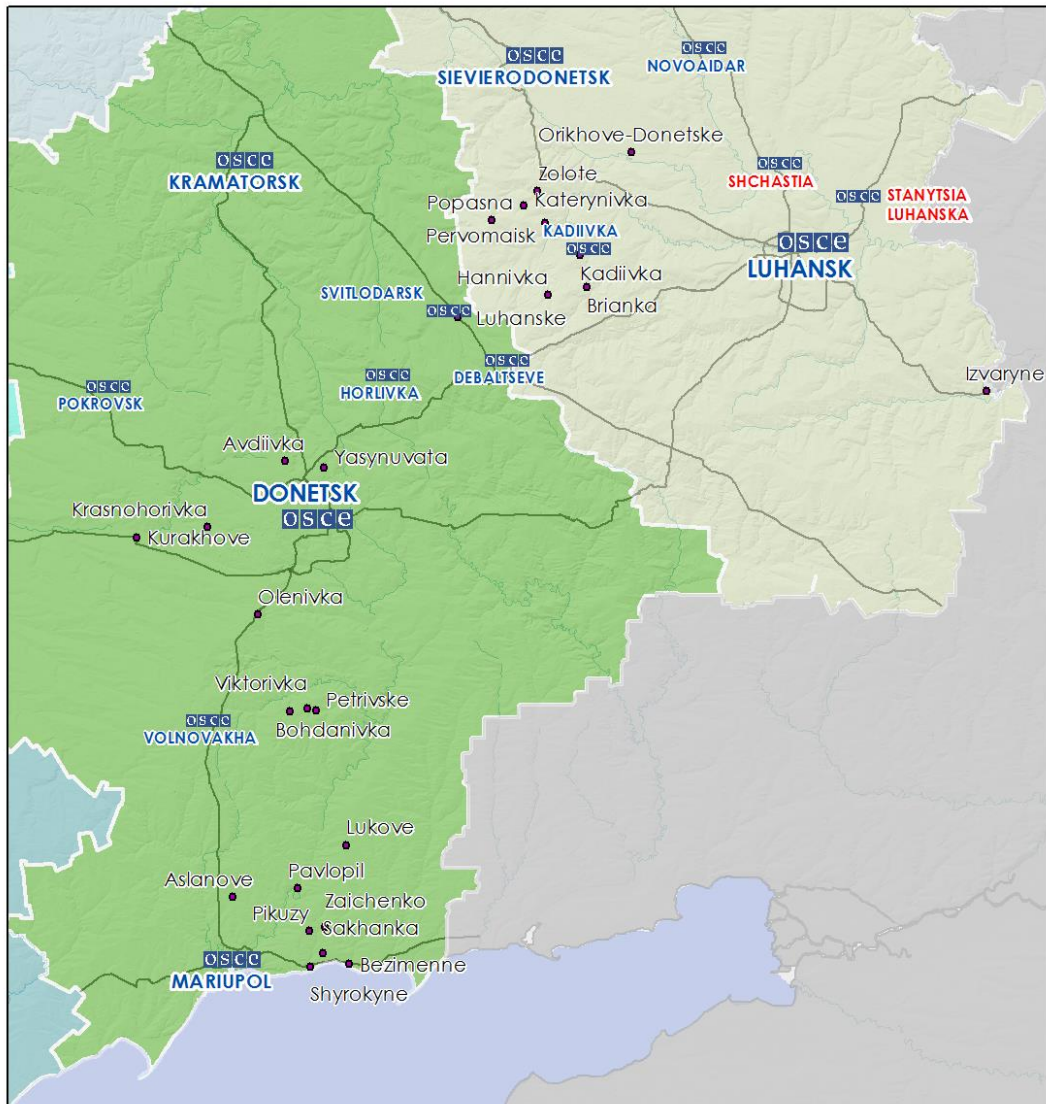 osce
SIEVIERODONETSK
osce
NOVOAIDAR
Orikhove-Donetske
osce
KRAMATORSK
osce
SHCHASTIA
Zolote
osce
STANYTSIA
LUHANSKA
Popasna
Katerynivka
Pervomaisk
KADIIVKA
osce
osce
LUHANSK
Hannivka
Kadiivka
Brianka
SVITLODARSK
osce
Luhanske
osce
DEBALTSEVE
osce
HORLIVKA
osce
POKROVSK
Izvaryne
Avdiivka
Yasynuvata
DONETSK
osce
Krasnohorivka
Kurakhove
Olenivka
Viktorivka
Petrivske
Bohdanivka
osce
VOLNOVAKHA
Lukove
Aslanove
Pavlopil
Zaichenko
Pikuzy
Sakhanka
osce
MARIUPOL
Bezimenne
Shyrokyne